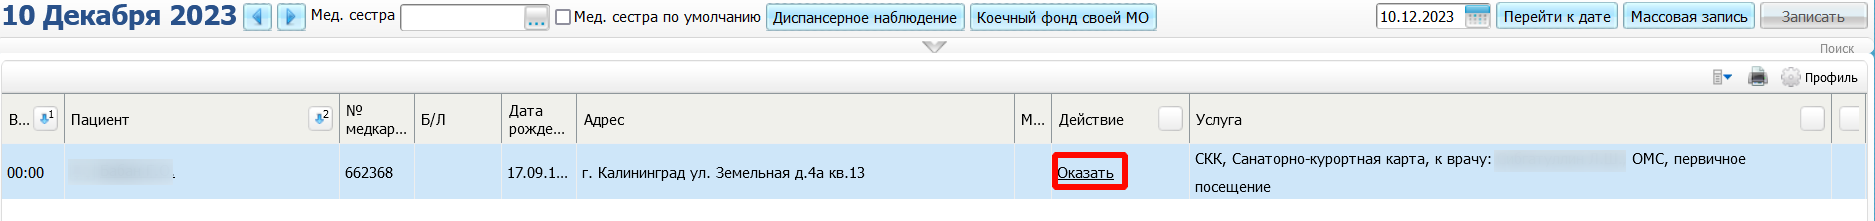 10 Декабря 2023 Мед. сестра ... Мед. сестра по умолчанию Диспансерное наблюдение Коечный фонд своей МО 10.12.2023 Перейти к дате Массовая запись Записать
Поиск
Профиль
В... 1 Пациент 2 № медкар... Б/Л Дата рожде... Адрес М... Действие Услуга
00:00 662368 17.09.1... г. Калининград ул. Земельная д.4а кв.13 Оказать СКК, Санаторно-курортная карта, к врачу: ОМС, первичное
посещение